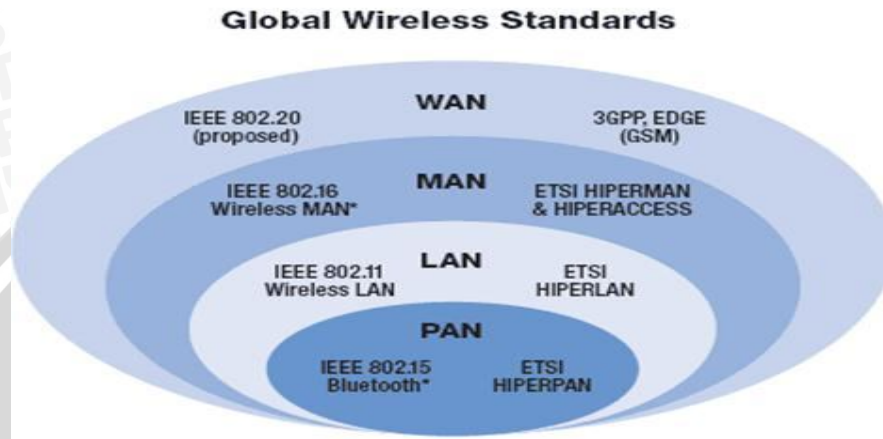 Global Wireless Standards
WAN
IEEE 802.20
(proposed)
3GPP, EDGE
(GSM)
MAN
IEEE 802.16
Wireless MAN*
ETSI HIPERMAN
& HIPERACCESS
LAN
IEEE 802.11
Wireless LAN
ETSI
HIPERLAN
PAN
IEEE 802.15
Bluetooth*
ETSI
HIPERPAN